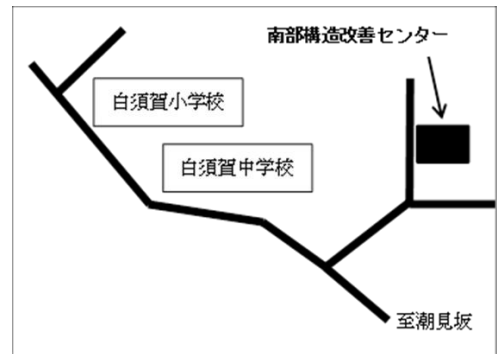 南部構造改善センター
白須賀小学校
白須賀中学校
至潮見坂